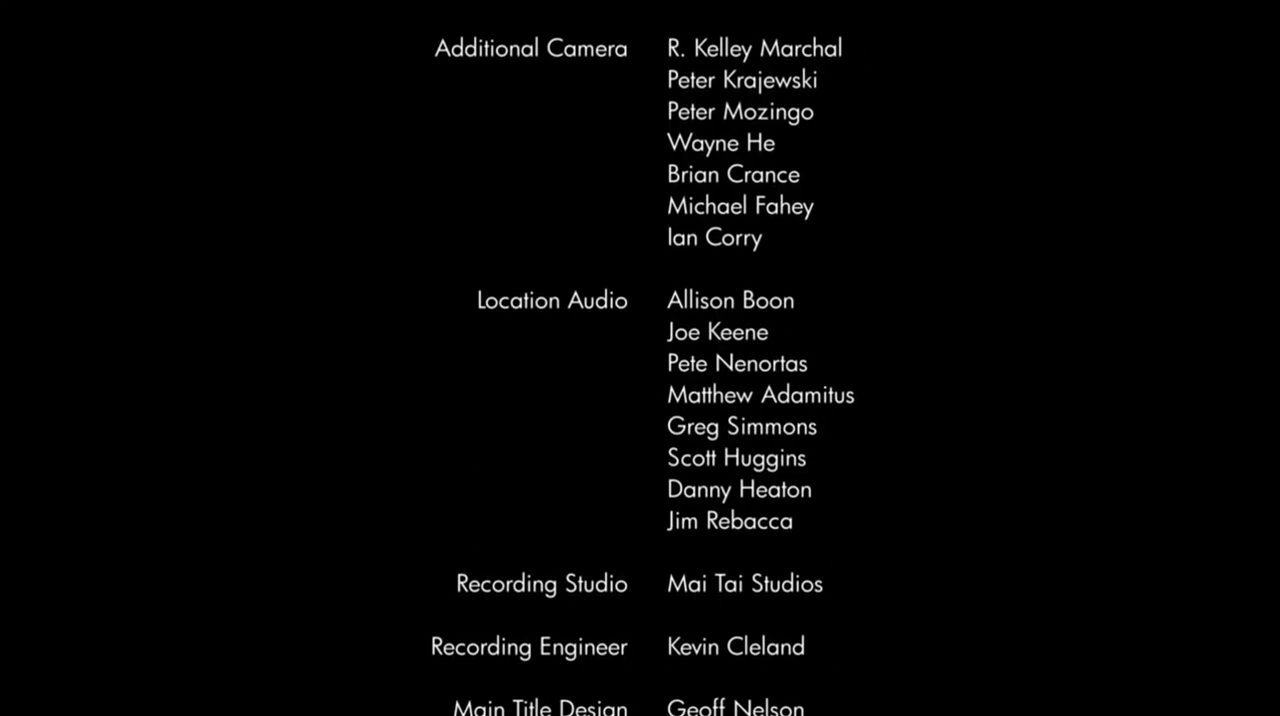 Additional Camera R. Kelley Marchal
Peter Krajewski
Peter Mozingo
Wayne He
Brian Crance
Michael Fahey
Ian Corry
Location Audio Allison Boon
Joe Keene
Pete Nenortas
Matthew Adamitus
Greg Simmons
Scott Huggins
Danny Heaton
Jim Rebacca
Recording Studio Mai Tai Studios
Recording Engineer Kevin Cleland
Main Title Design Geoff Nelson